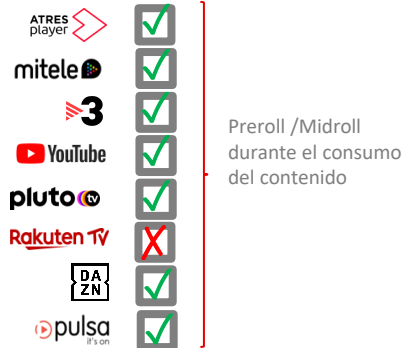 ATRES
player
mitele
3
YouTube
pluto tv
Rakuten TV
DA
ZN
pulsa
it's on
Preroll /Midroll
durante el consumo
del contenido